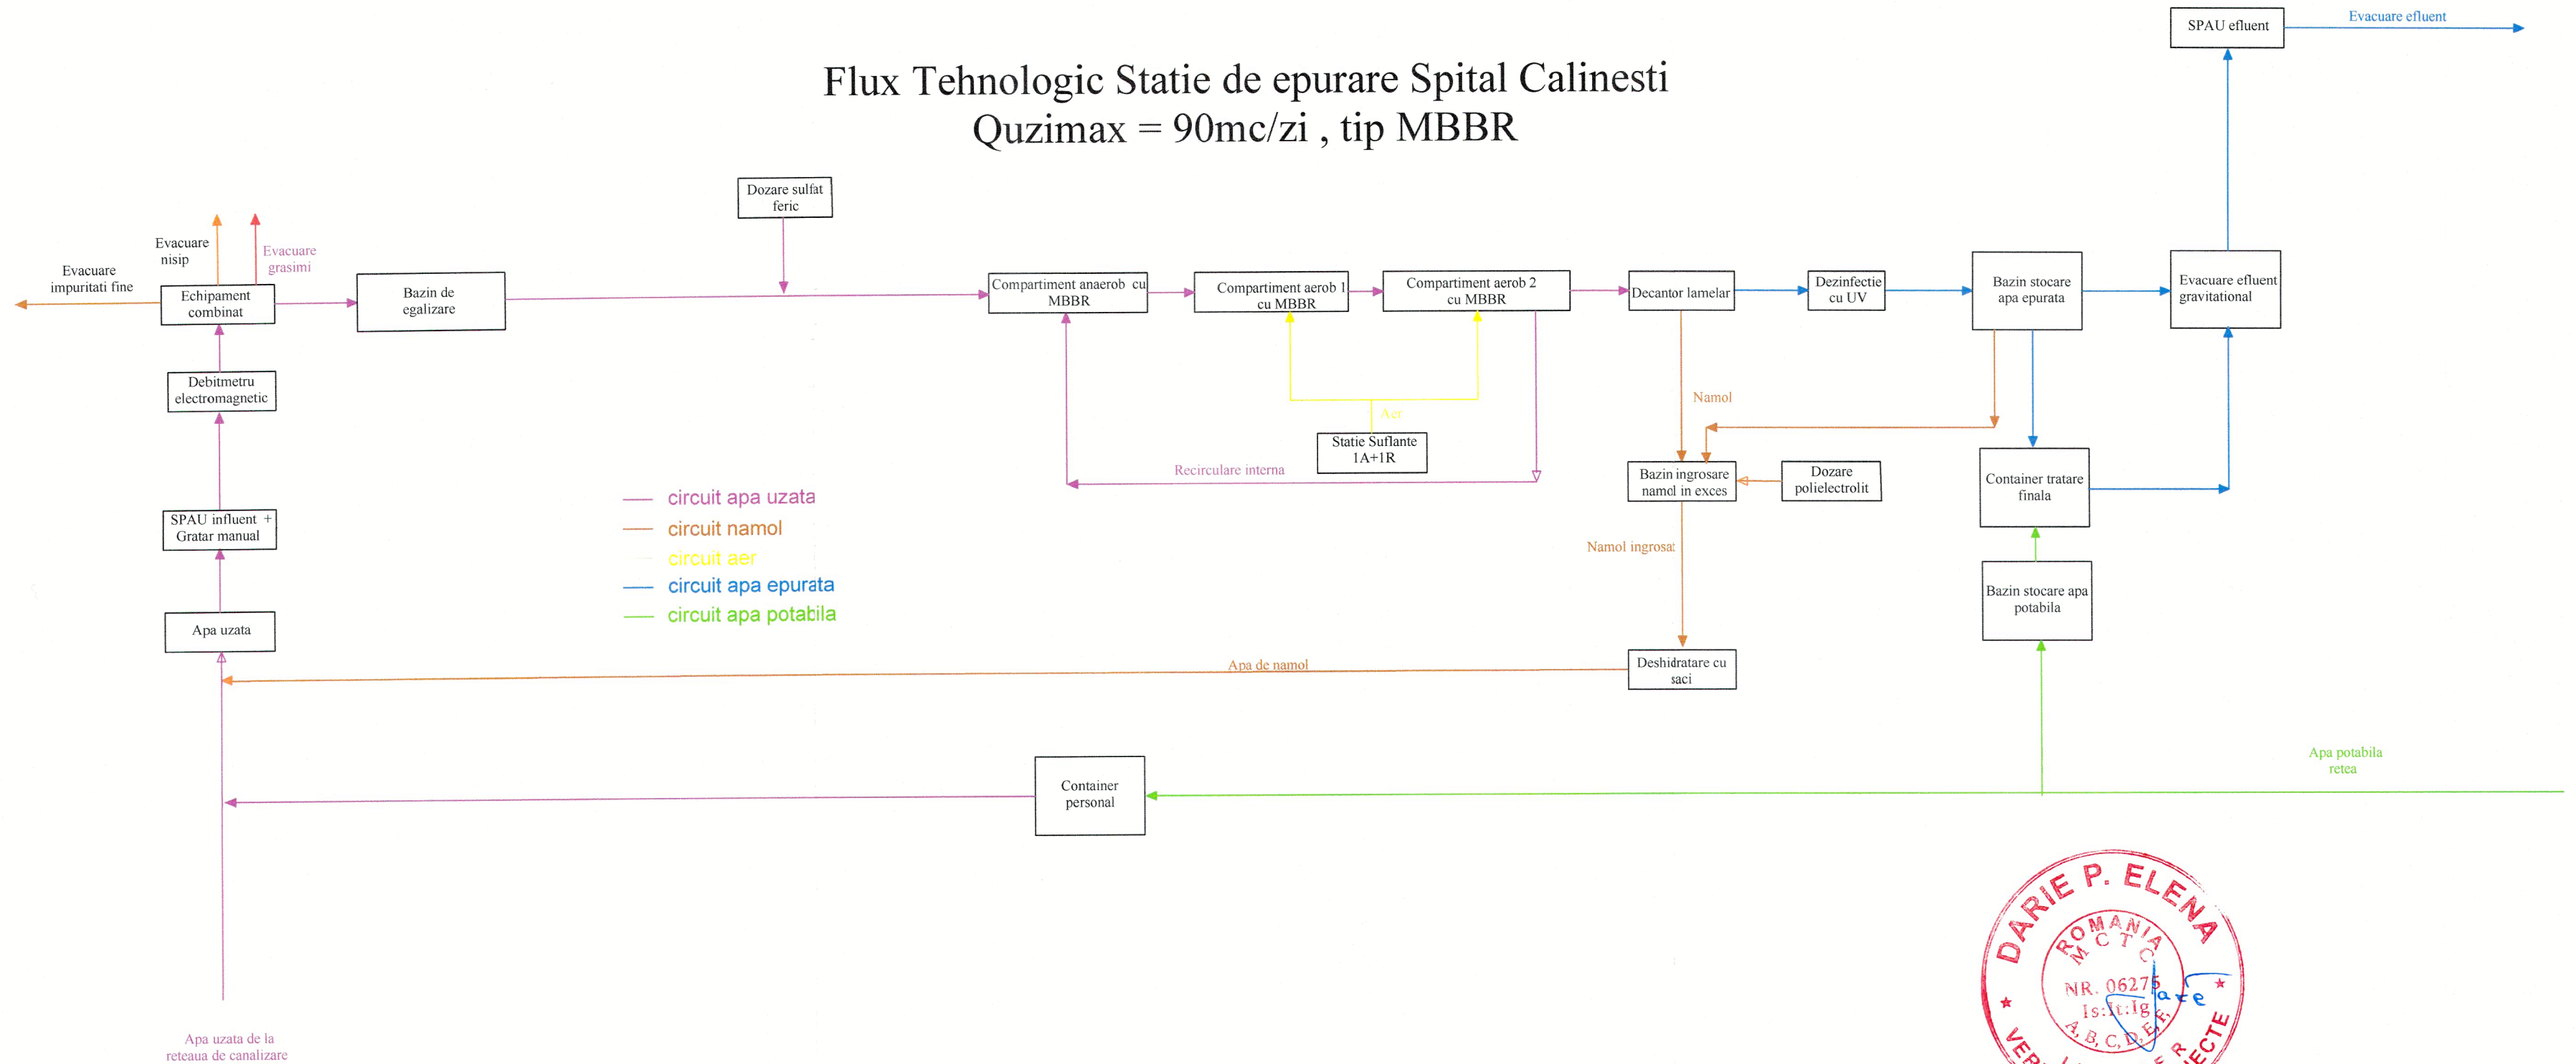 SPAU efluent
Evacuare efluent
Flux Tehnologic Statie de epurare Spital Calinesti
Quzimax = 90mc/zi , tip MBBR
Dozare sulfat
feric
Evacuare
nisip
Evacuare
grasimi
Evacuare
impuritati fine
Echipament
combinat
Bazin de
egalizare
Compartiment anaerob cu
MBBR
Compartiment aerob 1
cu MBBR
Compartiment aerob 2
cu MBBR
Decantor lamelar
Dezinfectie
cu UV
Bazin stocare
apa epurata
Evacuare efluent
gravitational
Debitmetru
electromagnetic
Namol
Aer
Statie Suflante
1A+1R
Recirculare interna
Bazin ingrosare
namol in exces
Dozare
polielectrolit
Container tratare
finala
circuit apa uzata
circuit namol
circuit aer
circuit apa epurata
circuit apa potabila
SPAU influent +
Gratar manual
Namol ingrosat
Bazin stocare apa
potabila
Apa uzata
Apa de namol
Deshidratare cu
saci
Container
personal
Apa potabila
retea
Apa uzata de la
reteaua de canalizare
DARIE P. ELENA
ROMANIA
M C T C
NR. 06275
Is:It:Ig
A, B, C, D, E, F,